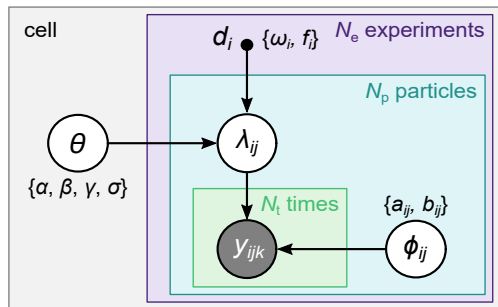 cell
N_e experiments
d_i {ω_i, f_i}
N_p particles
θ
λ_ij
{α, β, γ, σ}
N_t times
{a_ij, b_ij}
y_ijk
ϕ_ij